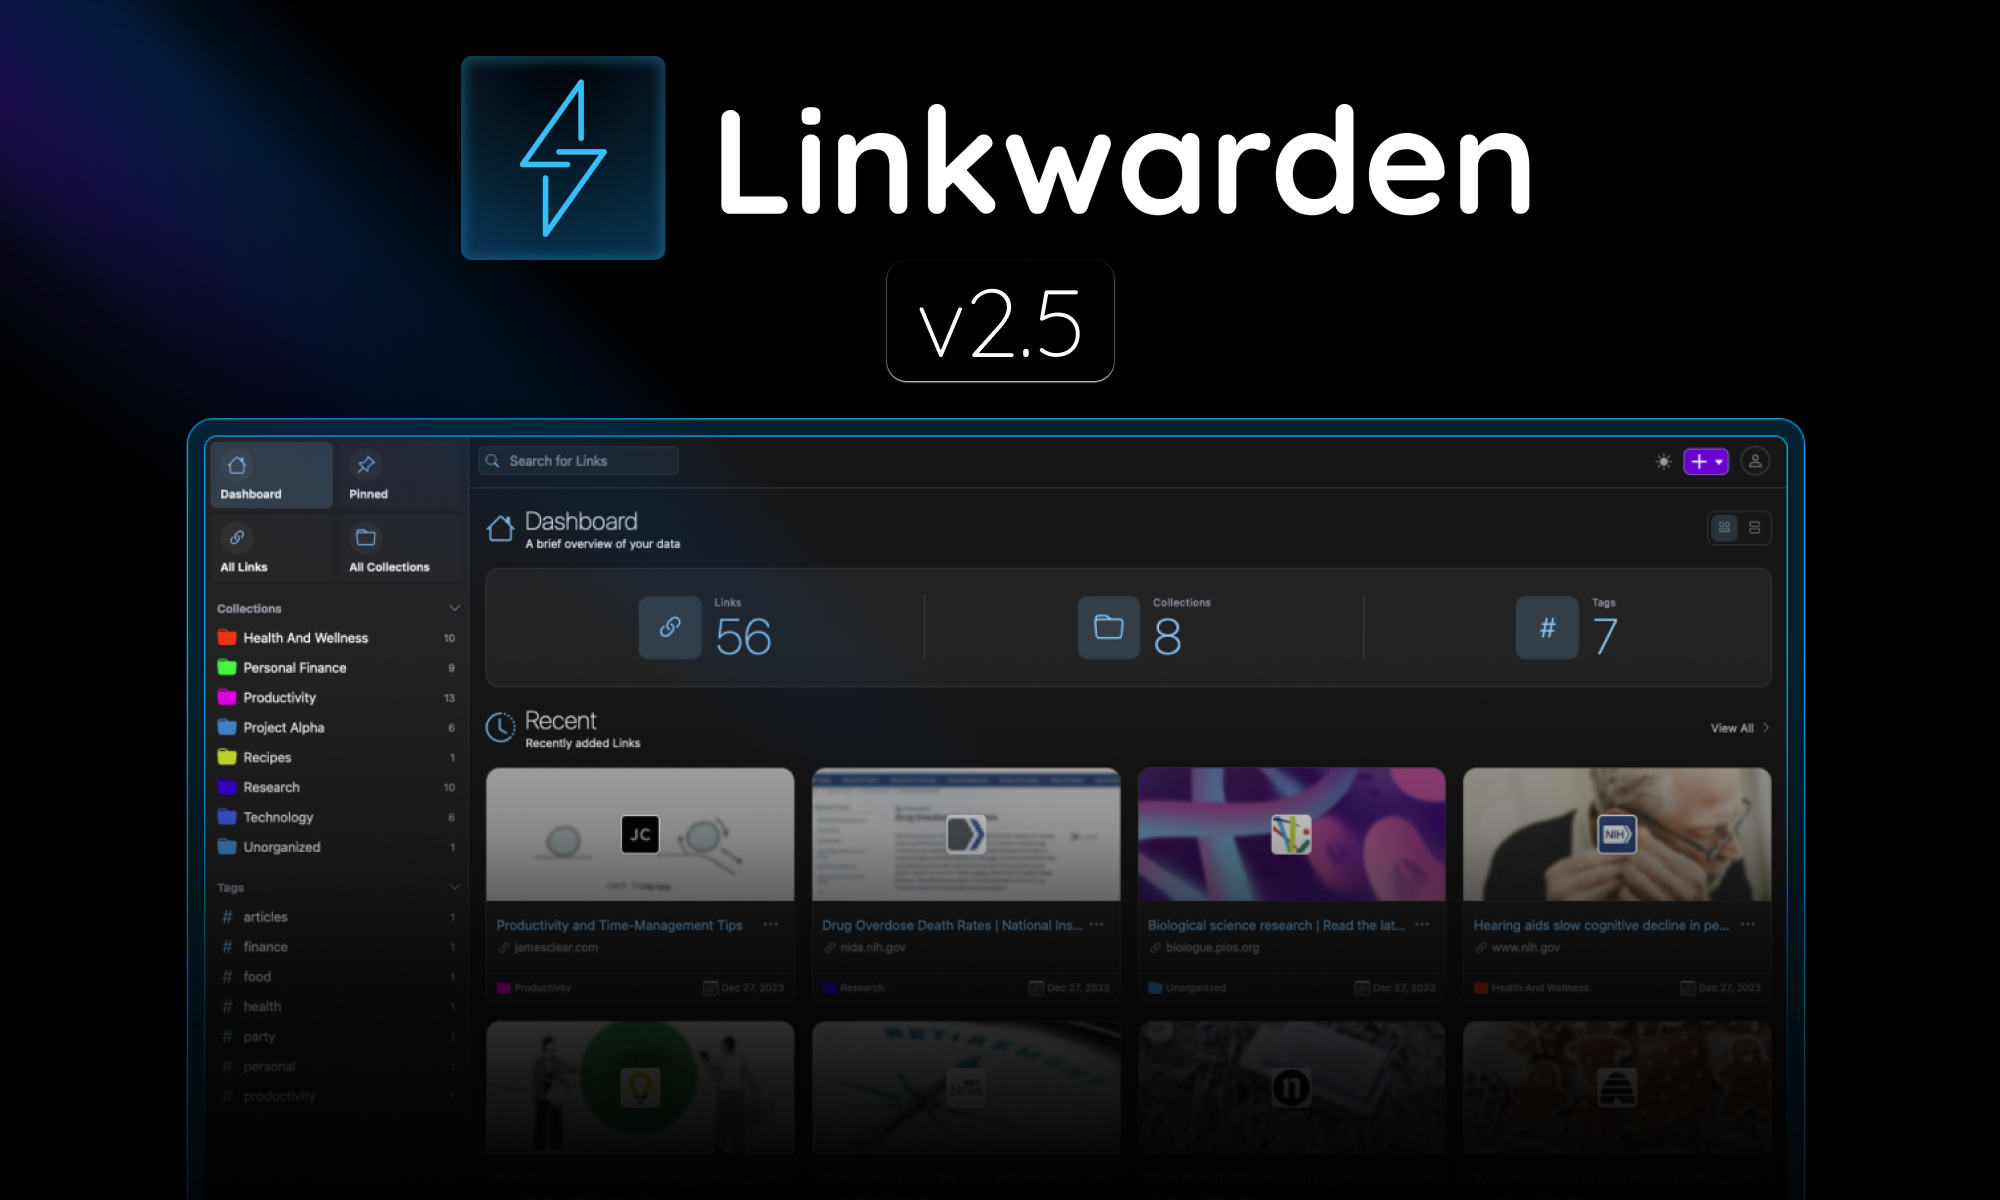 Linkwarden
v2.5
Dashboard
Pinned
All Links
All Collections
Collections
Health And Wellness 10
Personal Finance 9
Productivity 13
Project Alpha 6
Recipes 1
Research 10
Technology 6
Unorganized 1
Tags
# articles 1
# finance 1
# food 1
# health 1
# party 1
# personal 1
# productivity 1
Search for Links
Dashboard
A brief overview of your data
Links
56
Collections
8
Tags
7
Recent
Recently added Links
View All
JC
Productivity and Time-Management Tips
jamesclear.com
Productivity Dec 27, 2023
Drug Overdose Death Rates | National Ins...
nida.nih.gov
Research Dec 27, 2023
Biological science research | Read the lat...
biologue.plos.org
Unorganized Dec 27, 2023
NIH
Hearing aids slow cognitive decline in pe...
www.nih.gov
Health And Wellness Dec 27, 2023
RETIREMENT
NEWS
n